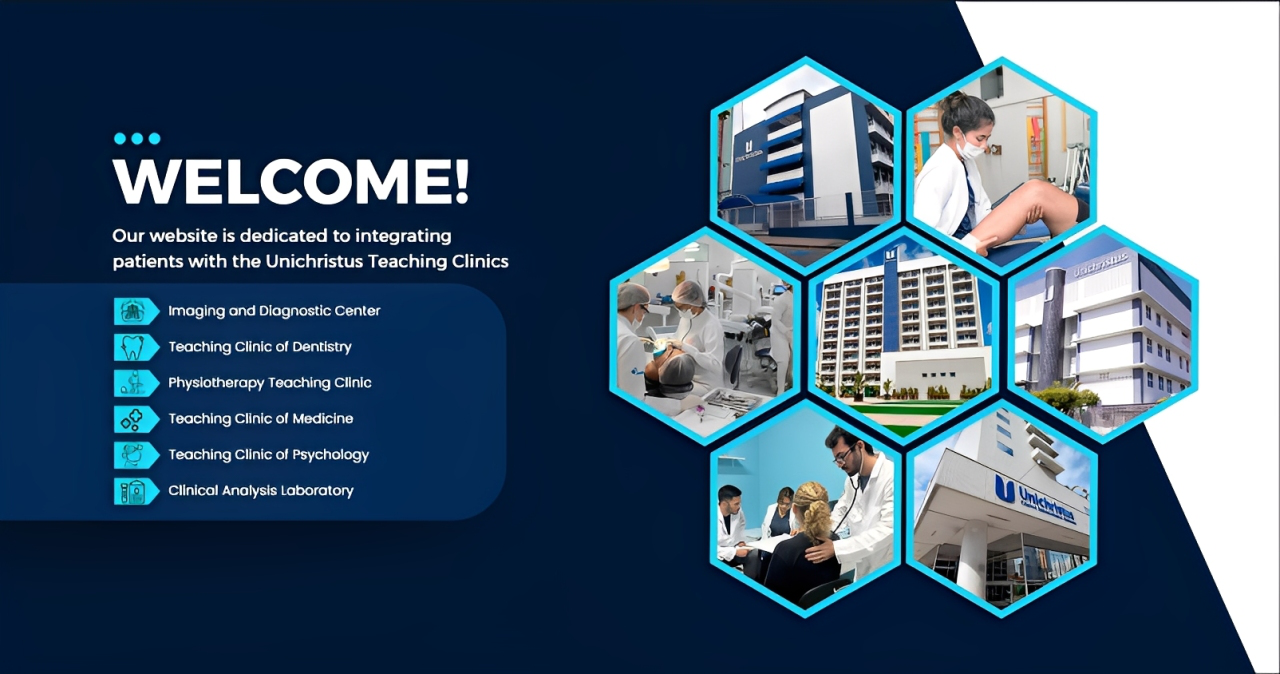 WELCOME!
Our website is dedicated to integrating
patients with the Unichristus Teaching Clinics
Imaging and Diagnostic Center
Teaching Clinic of Dentistry
Physiotherapy Teaching Clinic
Teaching Clinic of Medicine
Teaching Clinic of Psychology
Clinical Analysis Laboratory
Unichristus
Unichristus